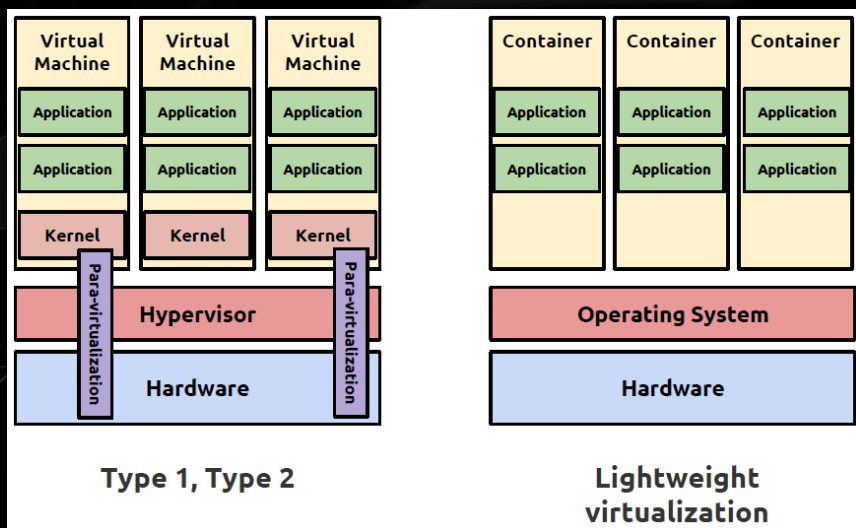 Virtual
Machine
Virtual
Machine
Virtual
Machine
Application
Application
Application
Application
Application
Application
Kernel
Kernel
Kernel
Para-virtualization
Para-virtualization
Hypervisor
Hardware
Type 1, Type 2
Container
Container
Container
Application
Application
Application
Application
Application
Application
Operating System
Hardware
Lightweight
virtualization